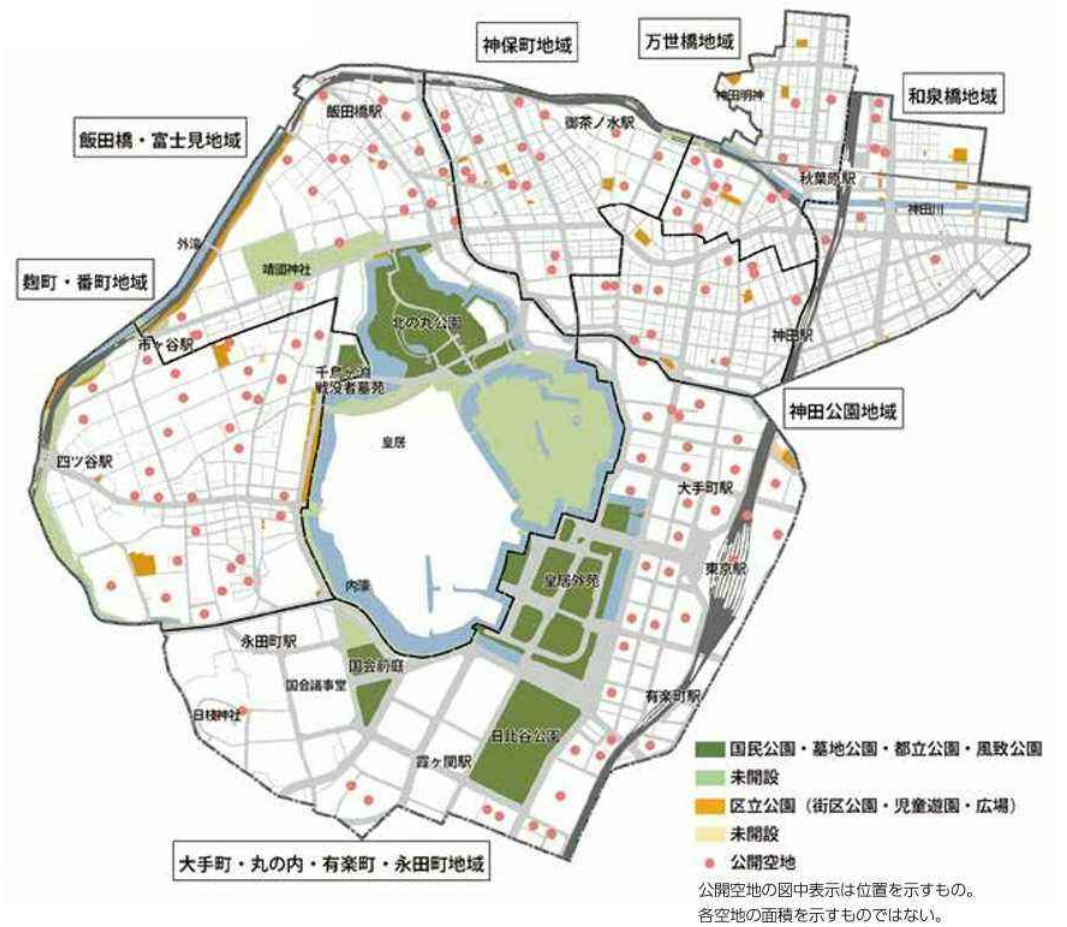 神保町地域
万世橋地域
和泉橋地域
飯田橋・富士見地域
麴町・番町地域
神田公園地域
大手町・丸の内・有楽町・永田町地域
飯田橋駅
御茶ノ水駅
神田明神
秋葉原駅
神田川
外濠
靖國神社
市ヶ谷駅
北の丸公園
千鳥ヶ淵
戦没者墓苑
神田駅
皇居
四ツ谷駅
大手町駅
東京駅
皇居外苑
内濠
永田町駅
国会前庭
国会議事堂
日枝神社
有楽町駅
日比谷公園
霞ヶ関駅
国民公園・墓地公園・都立公園・風致公園
未開設
区立公園（街区公園・児童遊園・広場）
未開設
公開空地
公開空地の図中表示は位置を示すもの。
各空地の面積を示すものではない。